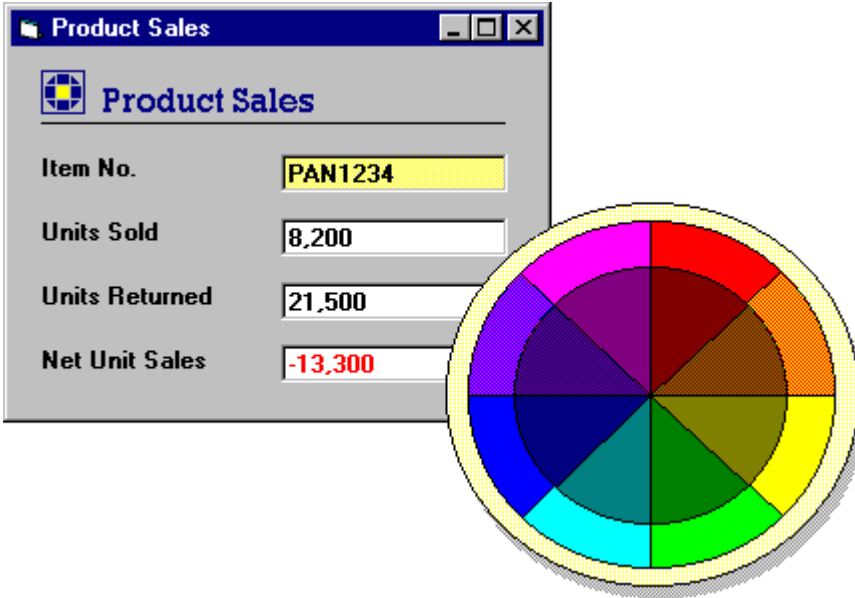 Product Sales
Product Sales
Item No. PAN1234
Units Sold 8,200
Units Returned 21,500
Net Unit Sales -13,300